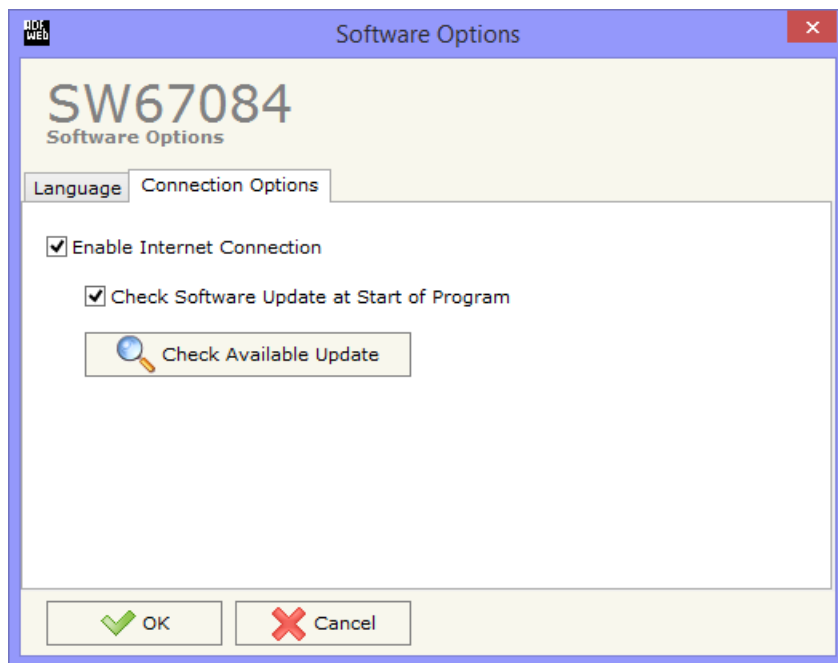 ADF
WEB
Software Options
SW67084
Software Options
Language
Connection Options
Enable Internet Connection
Check Software Update at Start of Program
Check Available Update
OK
Cancel